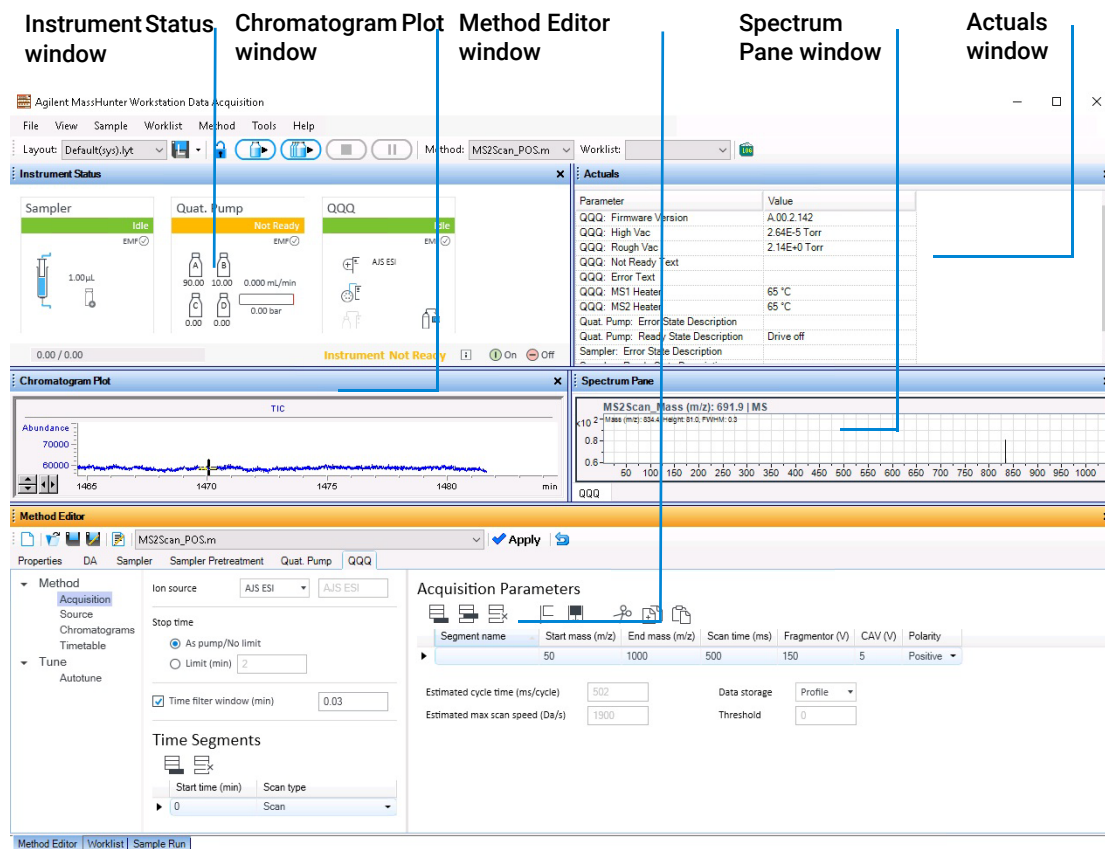 Instrument Status window
Chromatogram Plot window
Method Editor window
Spectrum Pane window
Actuals window
Agilent MassHunter Workstation Data Acquisition
File View Sample Worklist Method Tools Help
Layout: Default(sys).lyt Method: MS2Scan_POS.m Worklist:
Instrument Status
Sampler
Idle
EMF
1.00 µL
Quat. Pump
Not Ready
EMF
A B
90.00 10.00 0.000 mL/min
C D
0.00 bar
0.00 0.00
QQQ
Idle
EMF
AJS ESI
0.00 / 0.00 Instrument Not Ready On Off
Actuals
Parameter Value
QQQ: Firmware Version A.00.2.142
QQQ: High Vac 2.64E-5 Torr
QQQ: Rough Vac 2.14E+0 Torr
QQQ: Not Ready Text
QQQ: Error Text
QQQ: MS1 Heater 65 °C
QQQ: MS2 Heater 65 °C
Quat. Pump: Error State Description
Quat. Pump: Ready State Description Drive off
Sampler: Error State Description
Chromatogram Plot
TIC
Abundance
70000
60000
1465 1470 1475 1480 min
Spectrum Pane
MS2Scan_Mass (m/z): 691.9 | MS
x10 2 Mass (m/z): 834.4, Height: 81.0, FWHM: 0.3
0.8
0.6
50 100 150 200 250 300 350 400 450 500 550 600 650 700 750 800 850 900 950 1000
QQQ
Method Editor
MS2Scan_POS.m Apply
Properties DA Sampler Sampler Pretreatment Quat. Pump QQQ
Method
Acquisition
Source
Chromatograms
Timetable
Tune
Autotune
Ion source AJS ESI AJS ESI
Stop time
As pump/No limit
Limit (min) 2
Time filter window (min) 0.03
Time Segments
Start time (min) Scan type
0 Scan
Acquisition Parameters
Segment name Start mass (m/z) End mass (m/z) Scan time (ms) Fragmentor (V) CAV (V) Polarity
50 1000 500 150 5 Positive
Estimated cycle time (ms/cycle) 502 Data storage Profile
Estimated max scan speed (Da/s) 1900 Threshold 0
Method Editor Worklist Sample Run